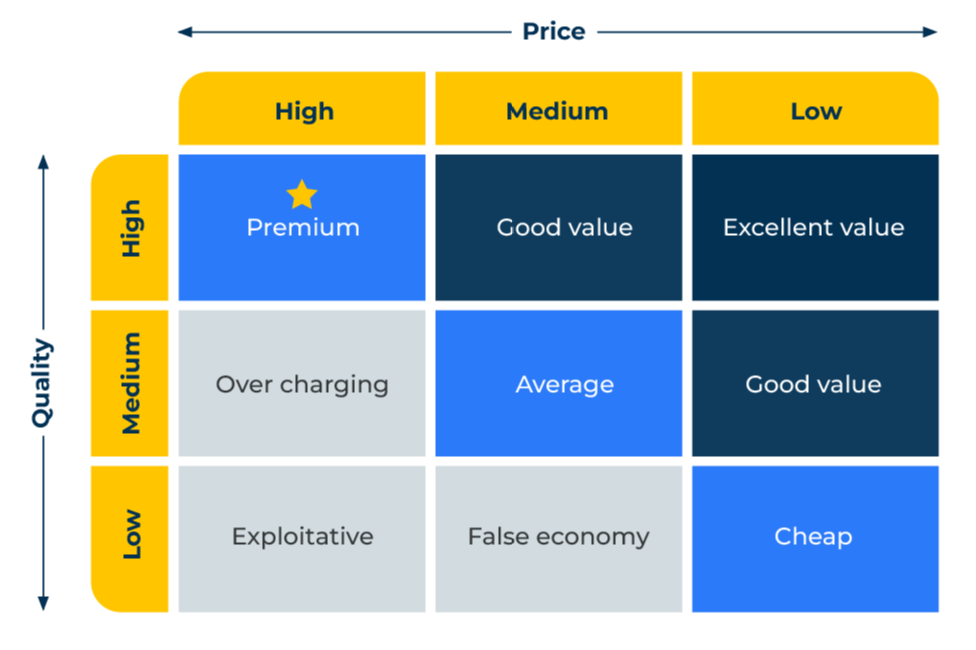 Price
High
Medium
Low
Quality
High
Premium
Good value
Excellent value
Medium
Over charging
Average
Good value
Low
Exploitative
False economy
Cheap